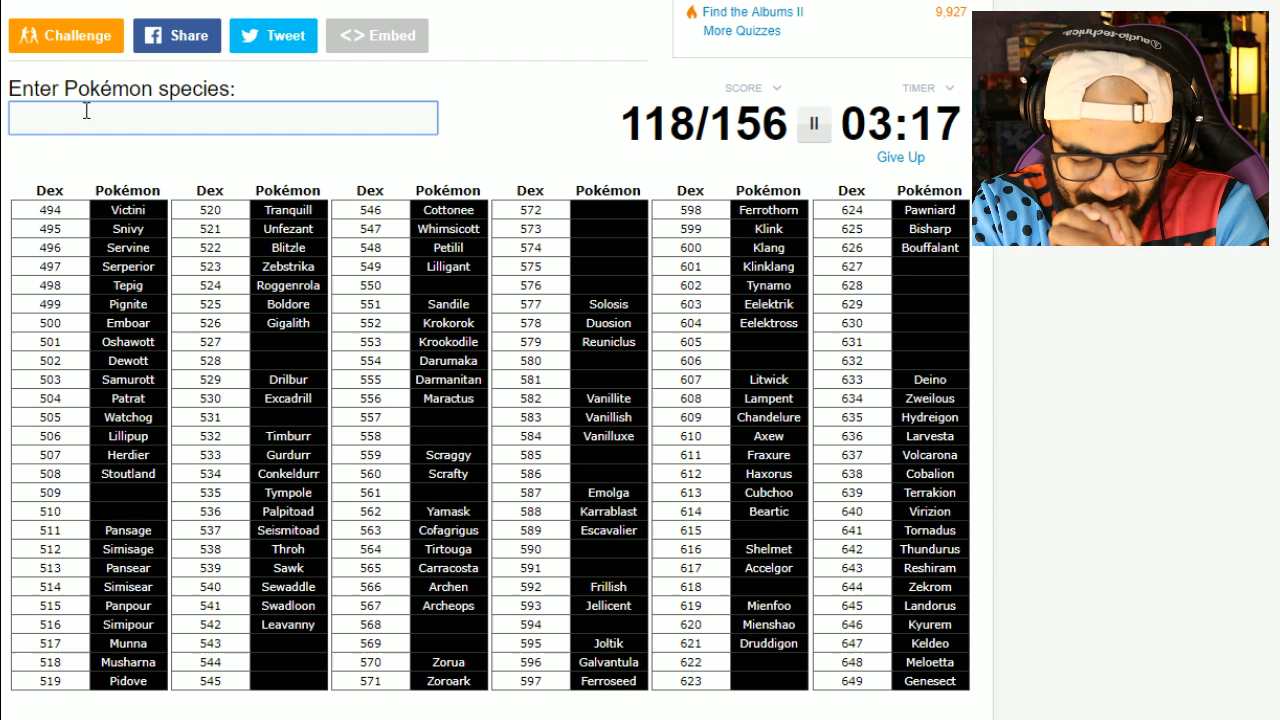 Find the Albums II 9,927
More Quizzes
Challenge Share Tweet <> Embed
Enter Pokémon species:
SCORE TIMER
118/156 03:17
Give Up
Dex Pokémon Dex Pokémon Dex Pokémon Dex Pokémon Dex Pokémon Dex Pokémon
494 Victini 520 Tranquill 546 Cottonee 572 598 Ferrothorn 624 Pawniard
495 Snivy 521 Unfezant 547 Whimsicott 573 599 Klink 625 Bisharp
496 Servine 522 Blitzle 548 Petilil 574 600 Klang 626 Bouffalant
497 Serperior 523 Zebstrika 549 Lilligant 575 601 Klinklang 627
498 Tepig 524 Roggenrola 550 576 602 Tynamo 628
499 Pignite 525 Boldore 551 Sandile 577 Solosis 603 Eelektrik 629
500 Emboar 526 Gigalith 552 Krokorok 578 Duosion 604 Eelektross 630
501 Oshawott 527 553 Krookodile 579 Reuniclus 605 631
502 Dewott 528 554 Darumaka 580 606 632
503 Samurott 529 Drilbur 555 Darmanitan 581 607 Litwick 633 Deino
504 Patrat 530 Excadrill 556 Maractus 582 Vanillite 608 Lampent 634 Zweilous
505 Watchog 531 557 583 Vanillish 609 Chandelure 635 Hydreigon
506 Lillipup 532 Timburr 558 584 Vanilluxe 610 Axew 636 Larvesta
507 Herdier 533 Gurdurr 559 Scraggy 585 611 Fraxure 637 Volcarona
508 Stoutland 534 Conkeldurr 560 Scrafty 586 612 Haxorus 638 Cobalion
509 535 Tympole 561 587 Emolga 613 Cubchoo 639 Terrakion
510 536 Palpitoad 562 Yamask 588 Karrablast 614 Beartic 640 Virizion
511 Pansage 537 Seismitoad 563 Cofagrigus 589 Escavalier 615 641 Tornadus
512 Simisage 538 Throh 564 Tirtouga 590 616 Shelmet 642 Thundurus
513 Pansear 539 Sawk 565 Carracosta 591 617 Accelgor 643 Reshiram
514 Simisear 540 Sewaddle 566 Archen 592 Frillish 618 644 Zekrom
515 Panpour 541 Swadloon 567 Archeops 593 Jellicent 619 Mienfoo 645 Landorus
516 Simipour 542 Leavanny 568 594 620 Mienshao 646 Kyurem
517 Munna 543 569 595 Joltik 621 Druddigon 647 Keldeo
518 Musharna 544 570 Zorua 596 Galvantula 622 648 Meloetta
519 Pidove 545 571 Zoroark 597 Ferroseed 623 649 Genesect
audio-technica